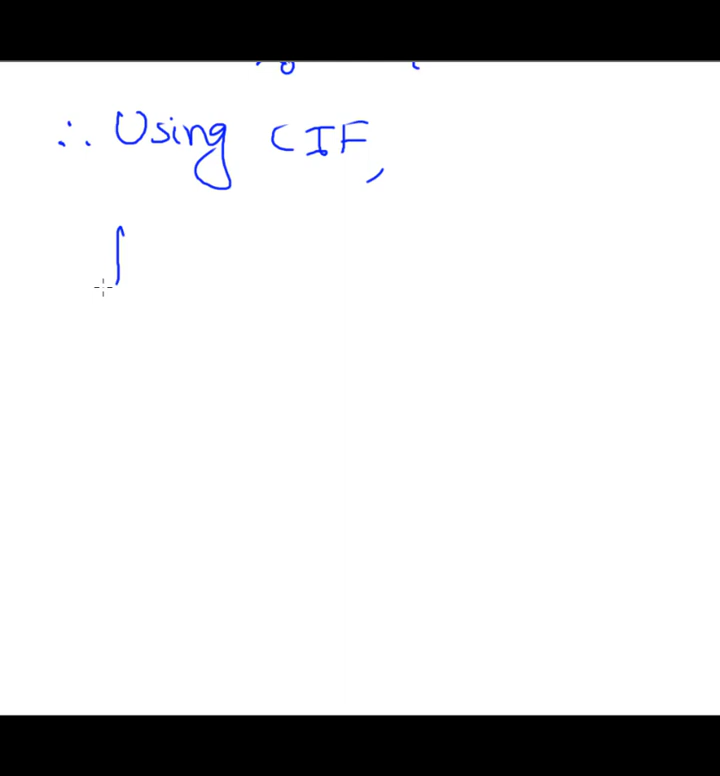 ∴ Using CIF,
∫